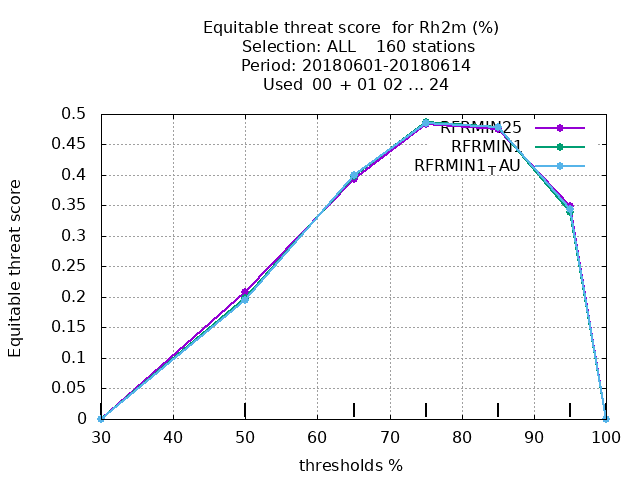 Equitable threat score  for Rh2m (%)
Selection: ALL    160 stations
Period: 20180601-20180614
Used  00 + 01 02 ... 24
Equitable threat score
0.5
0.45
0.4
0.35
0.3
0.25
0.2
0.15
0.1
0.05
0
RFRMIN25
RFRMIN1
RFRMIN1TAU
30 40 50 60 70 80 90 100
thresholds %